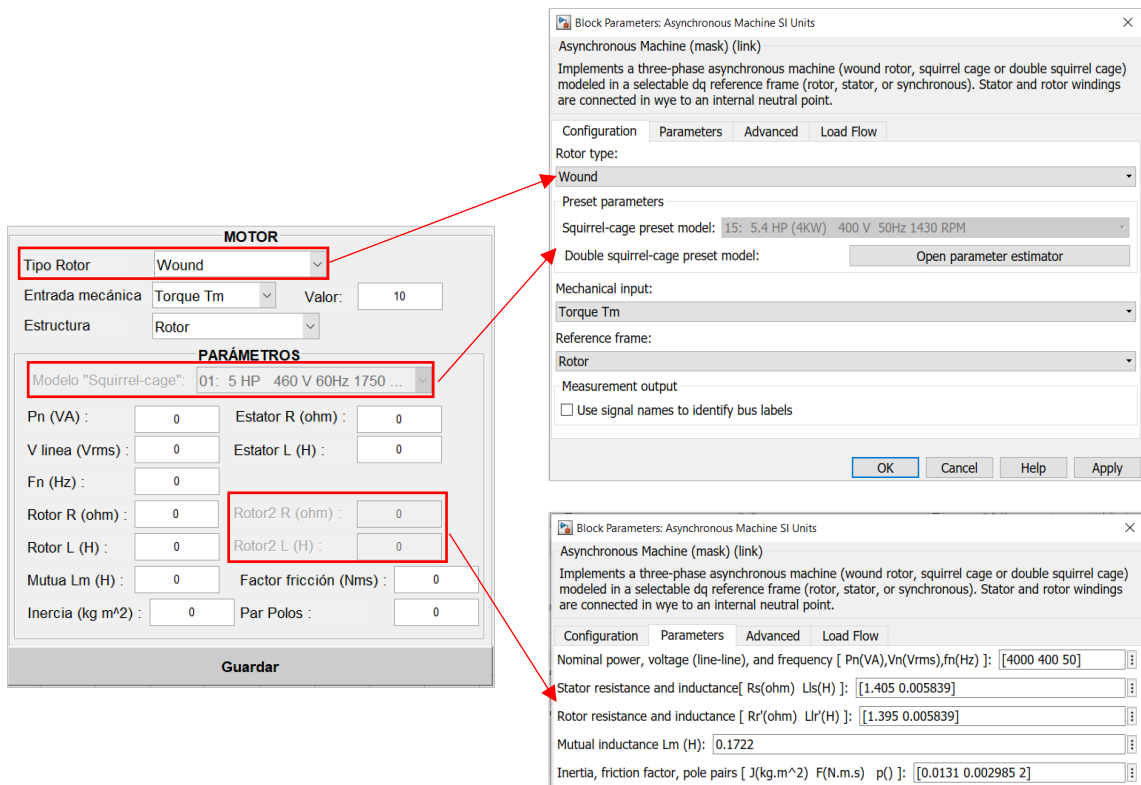 MOTOR
Tipo Rotor Wound
Entrada mecánica Torque Tm Valor: 10
Estructura Rotor
PARÁMETROS
Modelo "Squirrel-cage": 01: 5 HP 460 V 60Hz 1750 ...
Pn (VA) : 0 Estator R (ohm) : 0
V linea (Vrms) : 0 Estator L (H) : 0
Fn (Hz) : 0
Rotor R (ohm) : 0 Rotor2 R (ohm) : 0
Rotor L (H) : 0 Rotor2 L (H) : 0
Mutua Lm (H) : 0 Factor fricción (Nms) : 0
Inercia (kg m^2) : 0 Par Polos : 0
Guardar
Block Parameters: Asynchronous Machine SI Units
Asynchronous Machine (mask) (link)
Implements a three-phase asynchronous machine (wound rotor, squirrel cage or double squirrel cage)
modeled in a selectable dq reference frame (rotor, stator, or synchronous). Stator and rotor windings
are connected in wye to an internal neutral point.
Configuration Parameters Advanced Load Flow
Rotor type:
Wound
Preset parameters
Squirrel-cage preset model: 15: 5.4 HP (4KW) 400 V 50Hz 1430 RPM
Double squirrel-cage preset model: Open parameter estimator
Mechanical input:
Torque Tm
Reference frame:
Rotor
Measurement output
Use signal names to identify bus labels
OK Cancel Help Apply
Block Parameters: Asynchronous Machine SI Units
Asynchronous Machine (mask) (link)
Implements a three-phase asynchronous machine (wound rotor, squirrel cage or double squirrel cage)
modeled in a selectable dq reference frame (rotor, stator, or synchronous). Stator and rotor windings
are connected in wye to an internal neutral point.
Configuration Parameters Advanced Load Flow
Nominal power, voltage (line-line), and frequency [ Pn(VA),Vn(Vrms),fn(Hz) ]: [4000 400 50]
Stator resistance and inductance[ Rs(ohm) Lls(H) ]: [1.405 0.005839]
Rotor resistance and inductance [ Rr'(ohm) Llr'(H) ]: [1.395 0.005839]
Mutual inductance Lm (H): 0.1722
Inertia, friction factor, pole pairs [ J(kg.m^2) F(N.m.s) p() ]: [0.0131 0.002985 2]